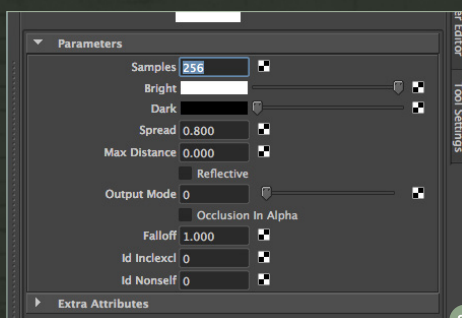 Parameters
Samples 256
Bright
Dark
Spread 0.800
Max Distance 0.000
Reflective
Output Mode 0
Occlusion In Alpha
Falloff 1.000
Id Inclexcl 0
Id Nonself 0
Extra Attributes
Editor
Tool Settings